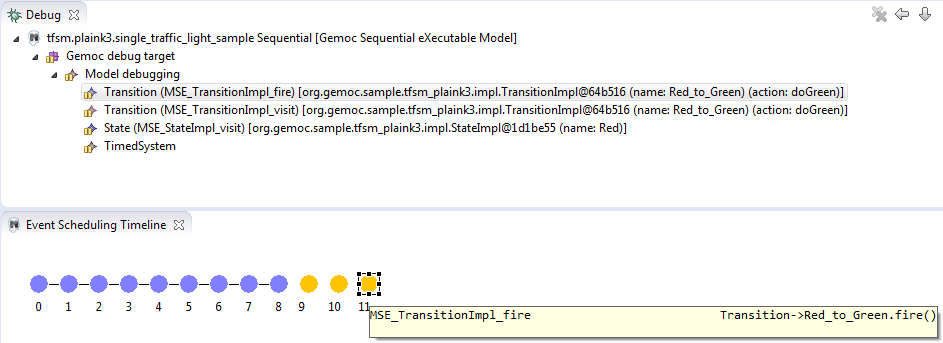 Debug
tfsm.plaink3.single_traffic_light_sample Sequential [Gemoc Sequential eXecutable Model]
Gemoc debug target
Model debugging
Transition (MSE_TransitionImpl_fire) [org.gemoc.sample.tfsm_plaink3.impl.TransitionImpl@64b516 (name: Red_to_Green) (action: doGreen)]
Transition (MSE_TransitionImpl_visit) [org.gemoc.sample.tfsm_plaink3.impl.TransitionImpl@64b516 (name: Red_to_Green) (action: doGreen)]
State (MSE_StateImpl_visit) [org.gemoc.sample.tfsm_plaink3.impl.StateImpl@1d1be55 (name: Red)]
TimedSystem
Event Scheduling Timeline
0 1 2 3 4 5 6 7 8 9 10 11
MSE_TransitionImpl_fire Transition->Red_to_Green.fire()